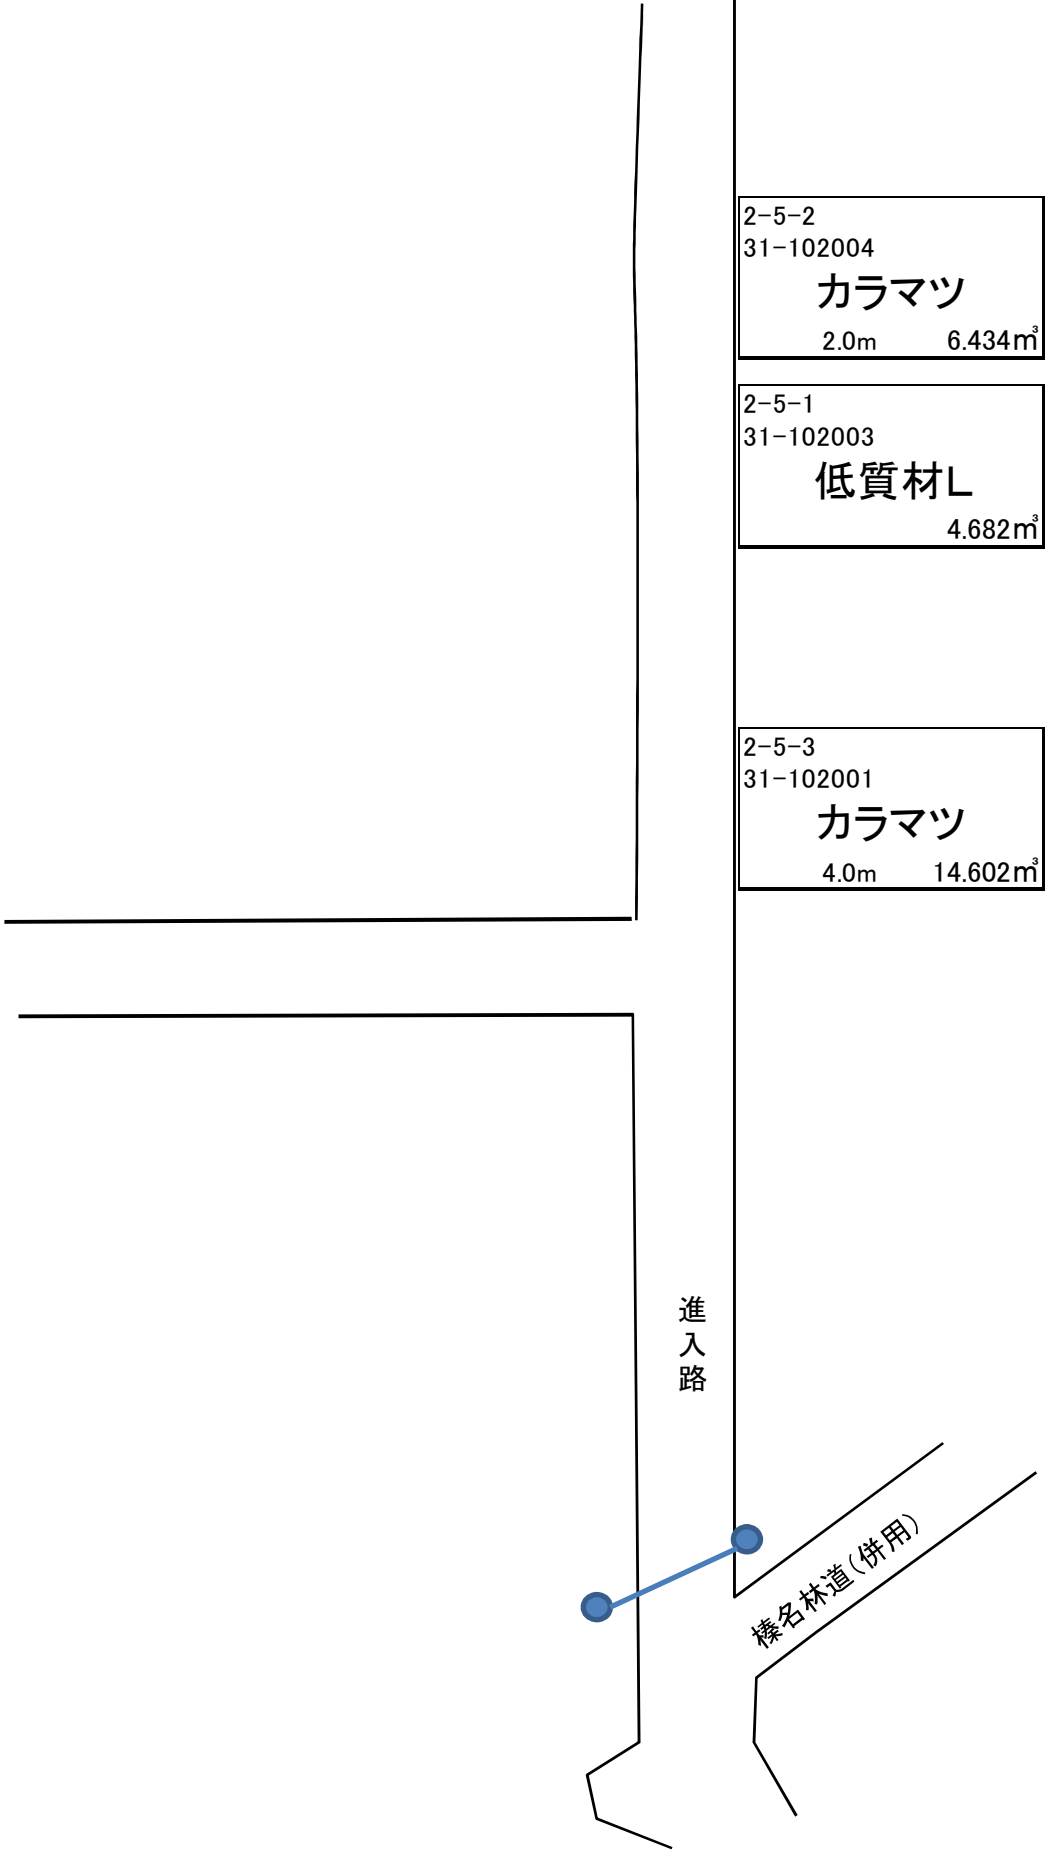 2-5-2
31-102004
カラマツ
2.0m 6.434㎥
2-5-1
31-102003
低質材L
4.682㎥
2-5-3
31-102001
カラマツ
4.0m 14.602㎥
進入路
榛名林道(併用)